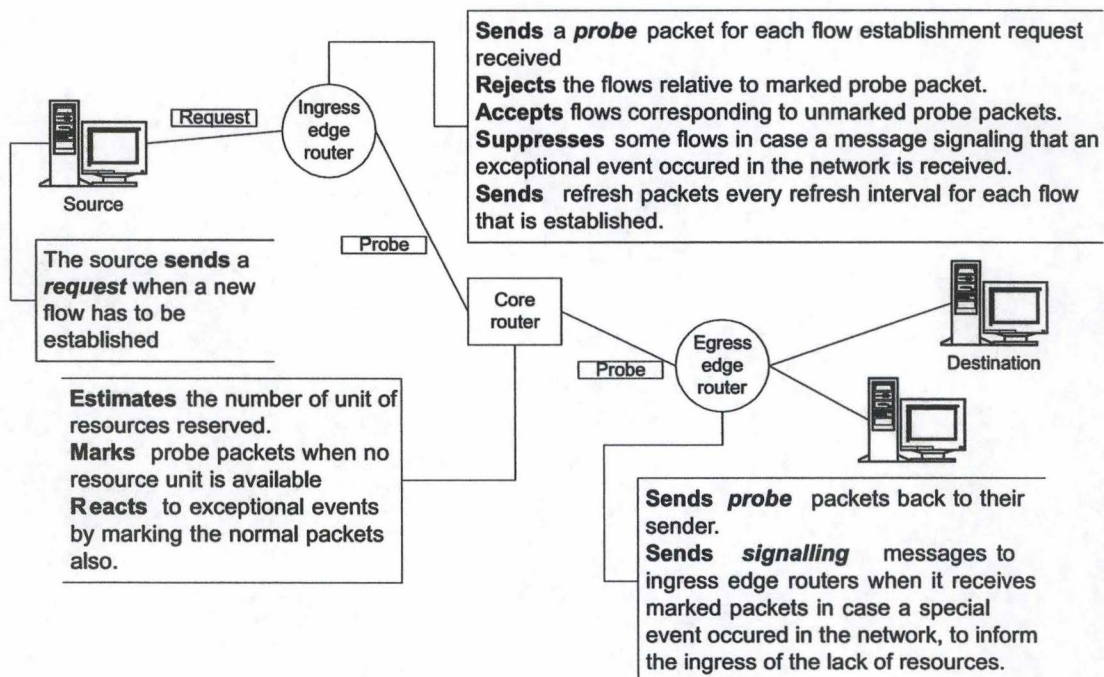 Sends a probe packet for each flow establishment request
received
Rejects the flows relative to marked probe packet.
Accepts flows corresponding to unmarked probe packets.
Suppresses some flows in case a message signaling that an
exceptional event occured in the network is received.
Sends refresh packets every refresh interval for each flow
that is established.
Request
Ingress
edge
router
Source
Probe
The source sends a
request when a new
flow has to be
established
Core
router
Probe
Egress
edge
router
Destination
Estimates the number of unit of
resources reserved.
Marks probe packets when no
resource unit is available
Reacts to exceptional events
by marking the normal packets
also.
Sends probe packets back to their
sender.
Sends signalling messages to
ingress edge routers when it receives
marked packets in case a special
event occured in the network, to inform
the ingress of the lack of resources.